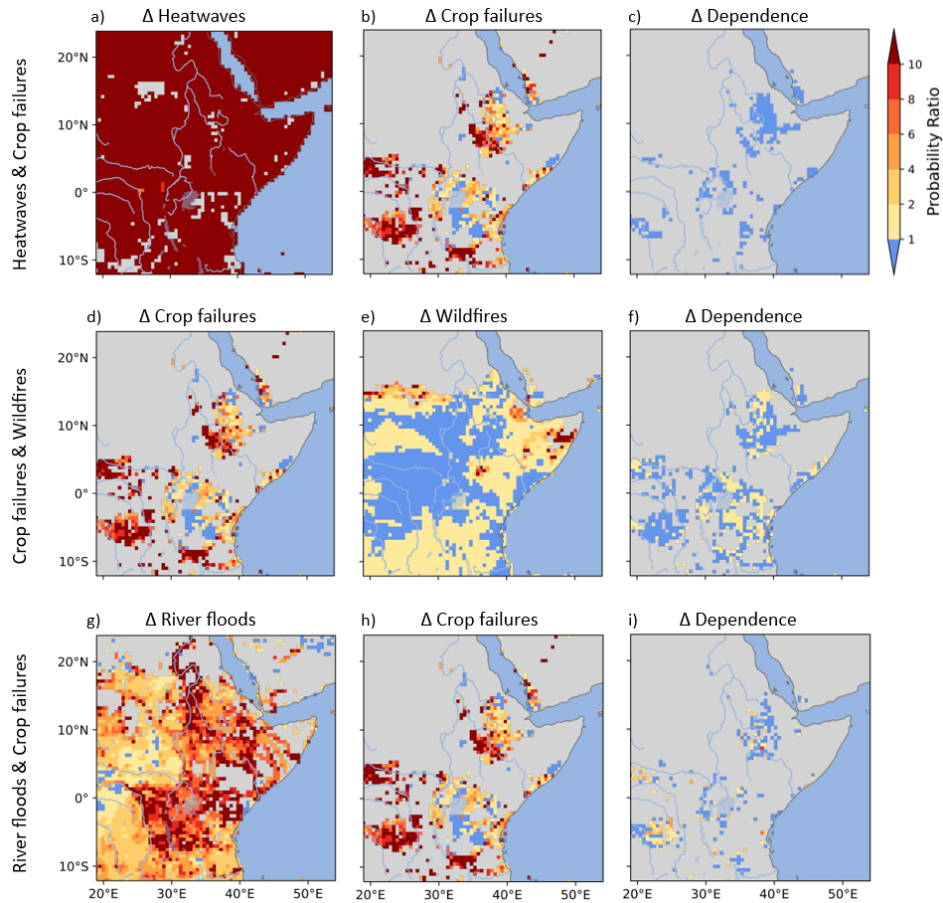 a) Δ Heatwaves
b) Δ Crop failures
c) Δ Dependence
Heatwaves & Crop failures
20°N
10°N
0°
10°S
10
8
6
4
2
1
Probability Ratio
d) Δ Crop failures
e) Δ Wildfires
f) Δ Dependence
Crop failures & Wildfires
20°N
10°N
0°
10°S
g) Δ River floods
h) Δ Crop failures
i) Δ Dependence
River floods & Crop failures
20°N
10°N
0°
10°S
20°E 30°E 40°E 50°E
20°E 30°E 40°E 50°E
20°E 30°E 40°E 50°E